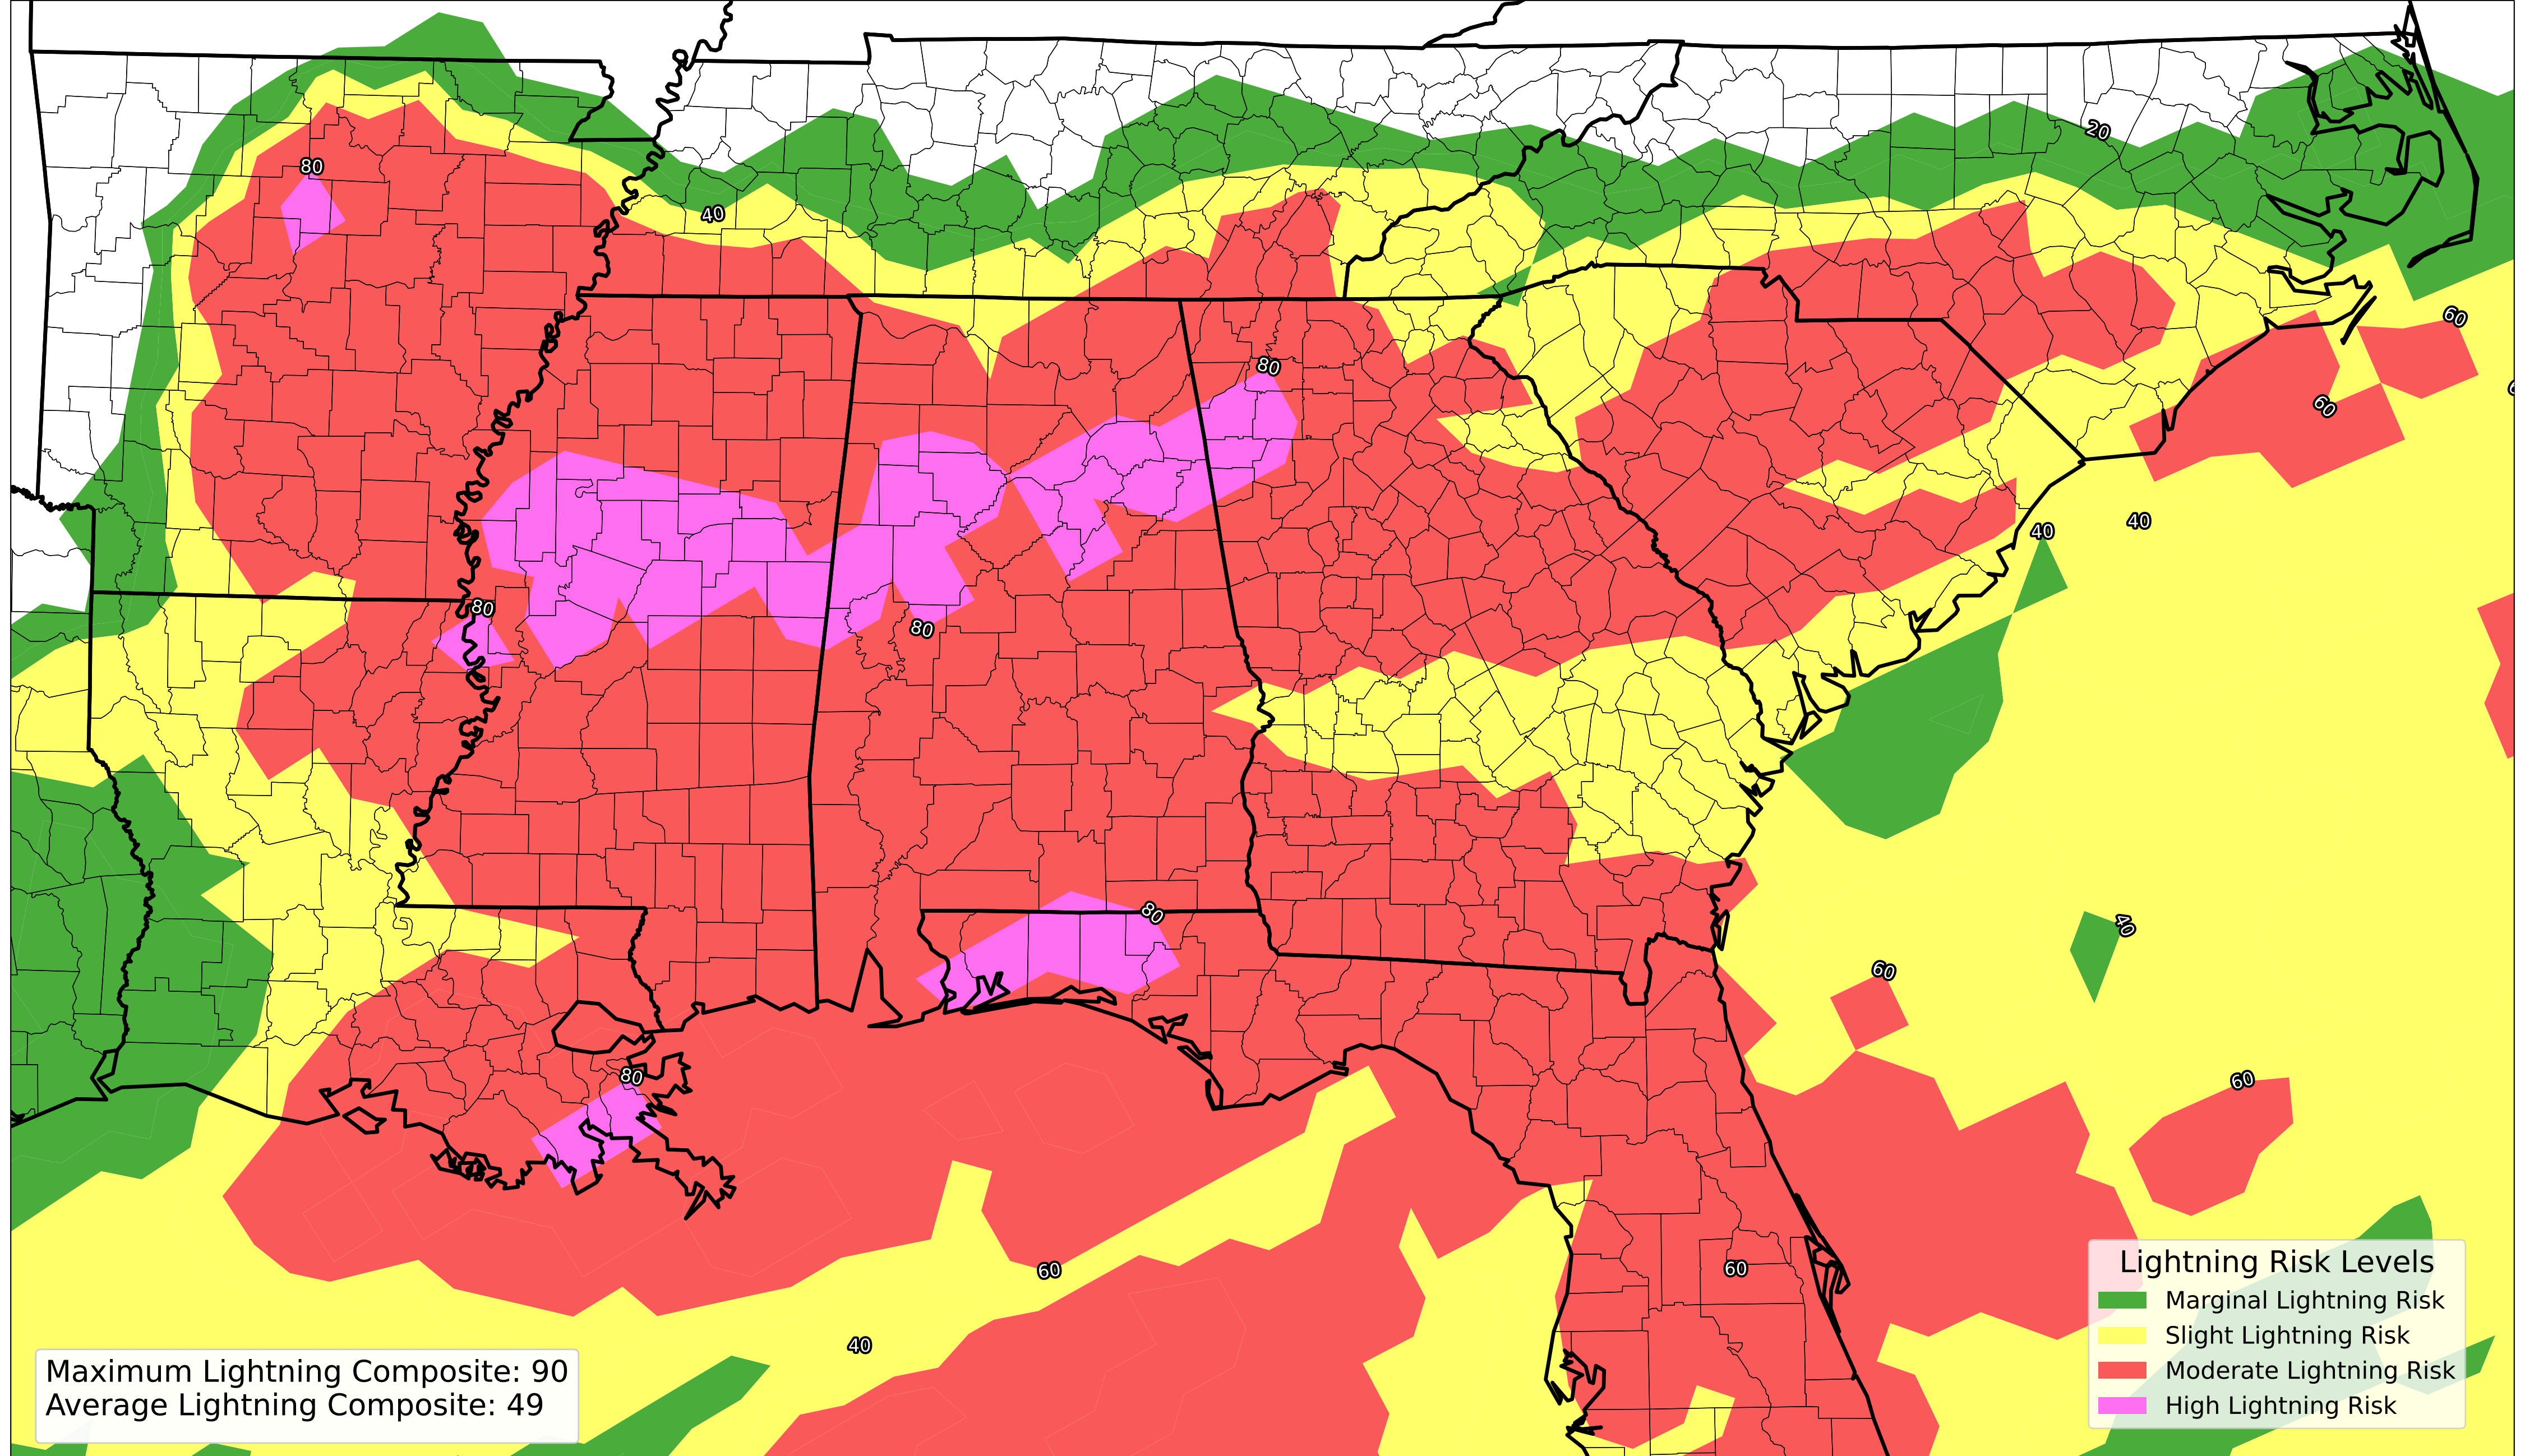 20
80
40
60
6
80
60
40
40
80
80
80
40
60
80
60
60
60
40
Lightning Risk Levels
Marginal Lightning Risk
Slight Lightning Risk
Moderate Lightning Risk
High Lightning Risk
Maximum Lightning Composite: 90
Average Lightning Composite: 49